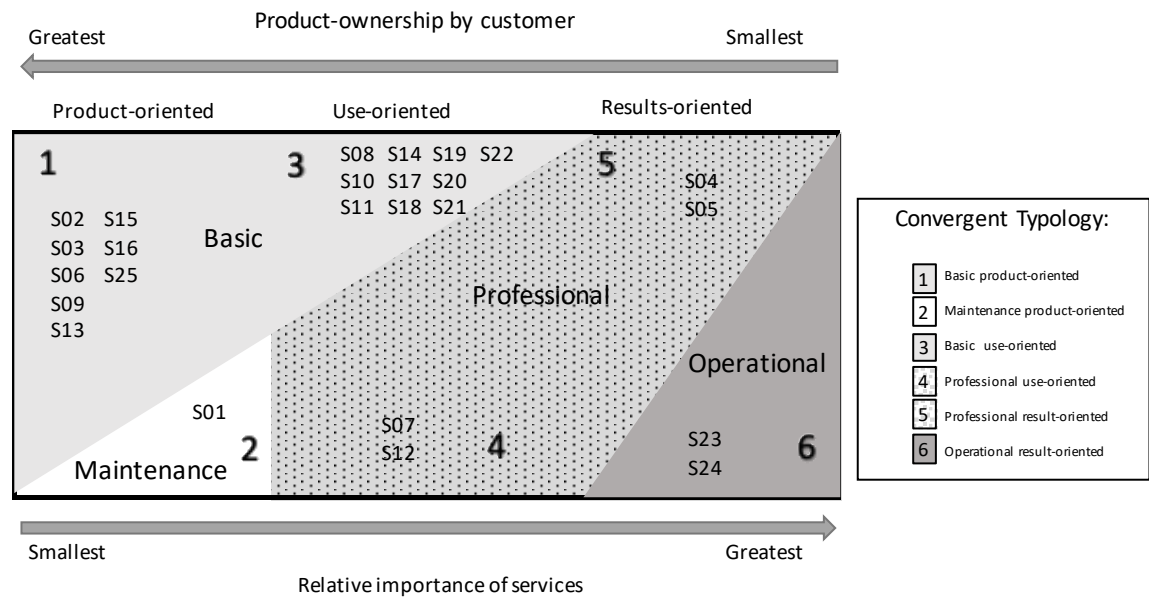 Product-ownership by customer
Greatest Smallest
Product-oriented Use-oriented Results-oriented
1 3 5
S08 S14 S19 S22
S10 S17 S20
S11 S18 S21
S04
S05
S02 S15
S03 S16
S06 S25
S09
S13
Basic
Professional
Operational
S01
2
Maintenance
S07
S12
4
S23
S24
6
Convergent Typology:
1 Basic product-oriented
2 Maintenance product-oriented
3 Basic use-oriented
4 Professional use-oriented
5 Professional result-oriented
6 Operational result-oriented
Smallest Greatest
Relative importance of services